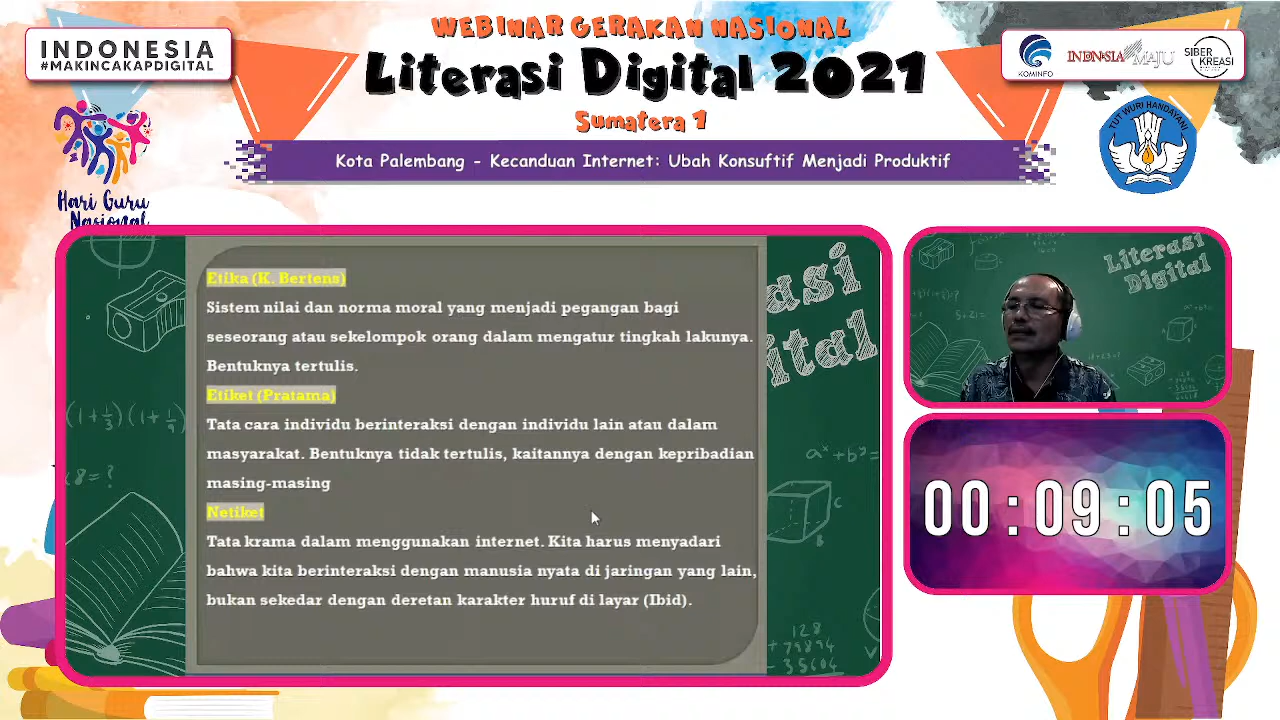 WEBINAR GERAKAN NASIONAL
INDONESIA
#MAKINCAKAPDIGITAL
Literasi Digital 2021
KOMINFO
INDONESIA MAJU
SIBER
KREASI
Sumatera 1
TUT WURI HANDAYANI
Kota Palembang - Kecanduan Internet: Ubah Konsuftif Menjadi Produktif
Hari Guru
Nasional
Etika (K. Bertens)
Sistem nilai dan norma moral yang menjadi pegangan bagi
seseorang atau sekelompok orang dalam mengatur tingkah lakunya.
Bentuknya tertulis.
Etiket (Pratama)
Tata cara individu berinteraksi dengan individu lain atau dalam
masyarakat. Bentuknya tidak tertulis, kaitannya dengan kepribadian
masing-masing
Netiket
Tata krama dalam menggunakan internet. Kita harus menyadari
bahwa kita berinteraksi dengan manusia nyata di jaringan yang lain,
bukan sekedar dengan deretan karakter huruf di layar (Ibid).
asi
ital
Literasi
Digital
00:09:05